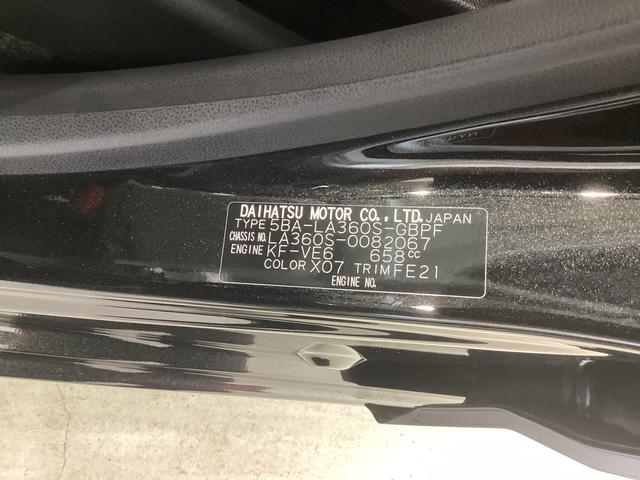 DAIHATSU MOTOR CO., LTD. JAPAN
TYPE 5BA-LA360S-GBPF
CHASSIS NO. LA360S-0082067
ENGINE KF-VE6 658cc
COLOR X07 TRIM FE21
ENGINE NO.